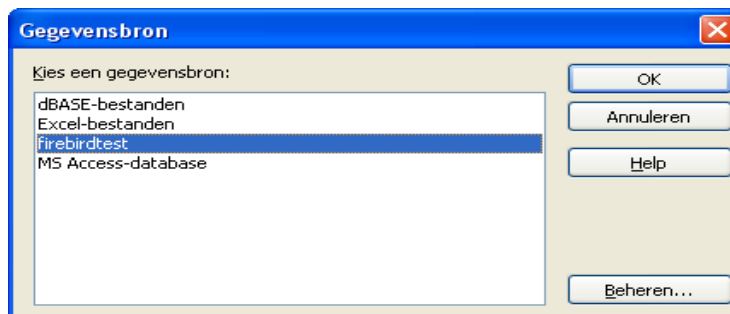 Gegevensbron
Kies een gegevensbron:
dBASE-bestanden
Excel-bestanden
firebirdtest
MS Access-database
OK
Annuleren
Help
Beheren...